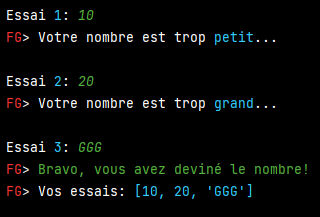 Essai 1: 10
FG> Votre nombre est trop petit...
Essai 2: 20
FG> Votre nombre est trop grand...
Essai 3: GGG
FG> Bravo, vous avez deviné le nombre!
FG> Vos essais: [10, 20, 'GGG']